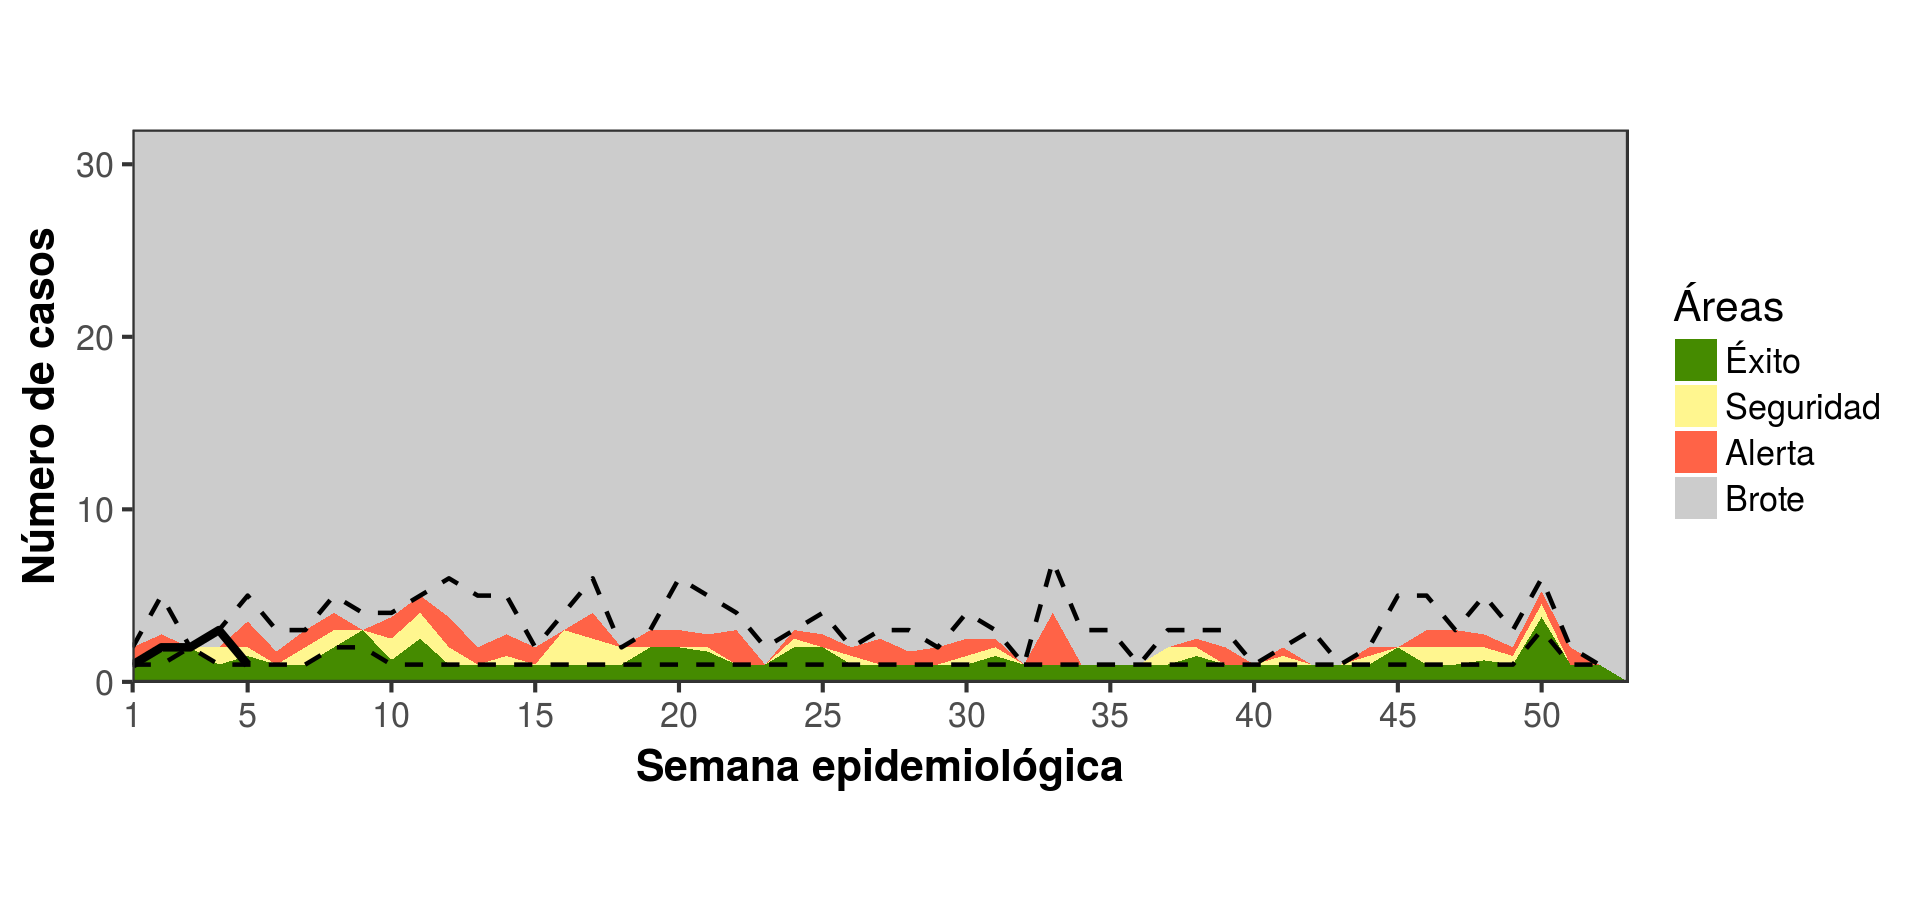 Número de casos
30
20
10
0
1 5 10 15 20 25 30 35 40 45 50
Semana epidemiológica
Áreas
Éxito
Seguridad
Alerta
Brote